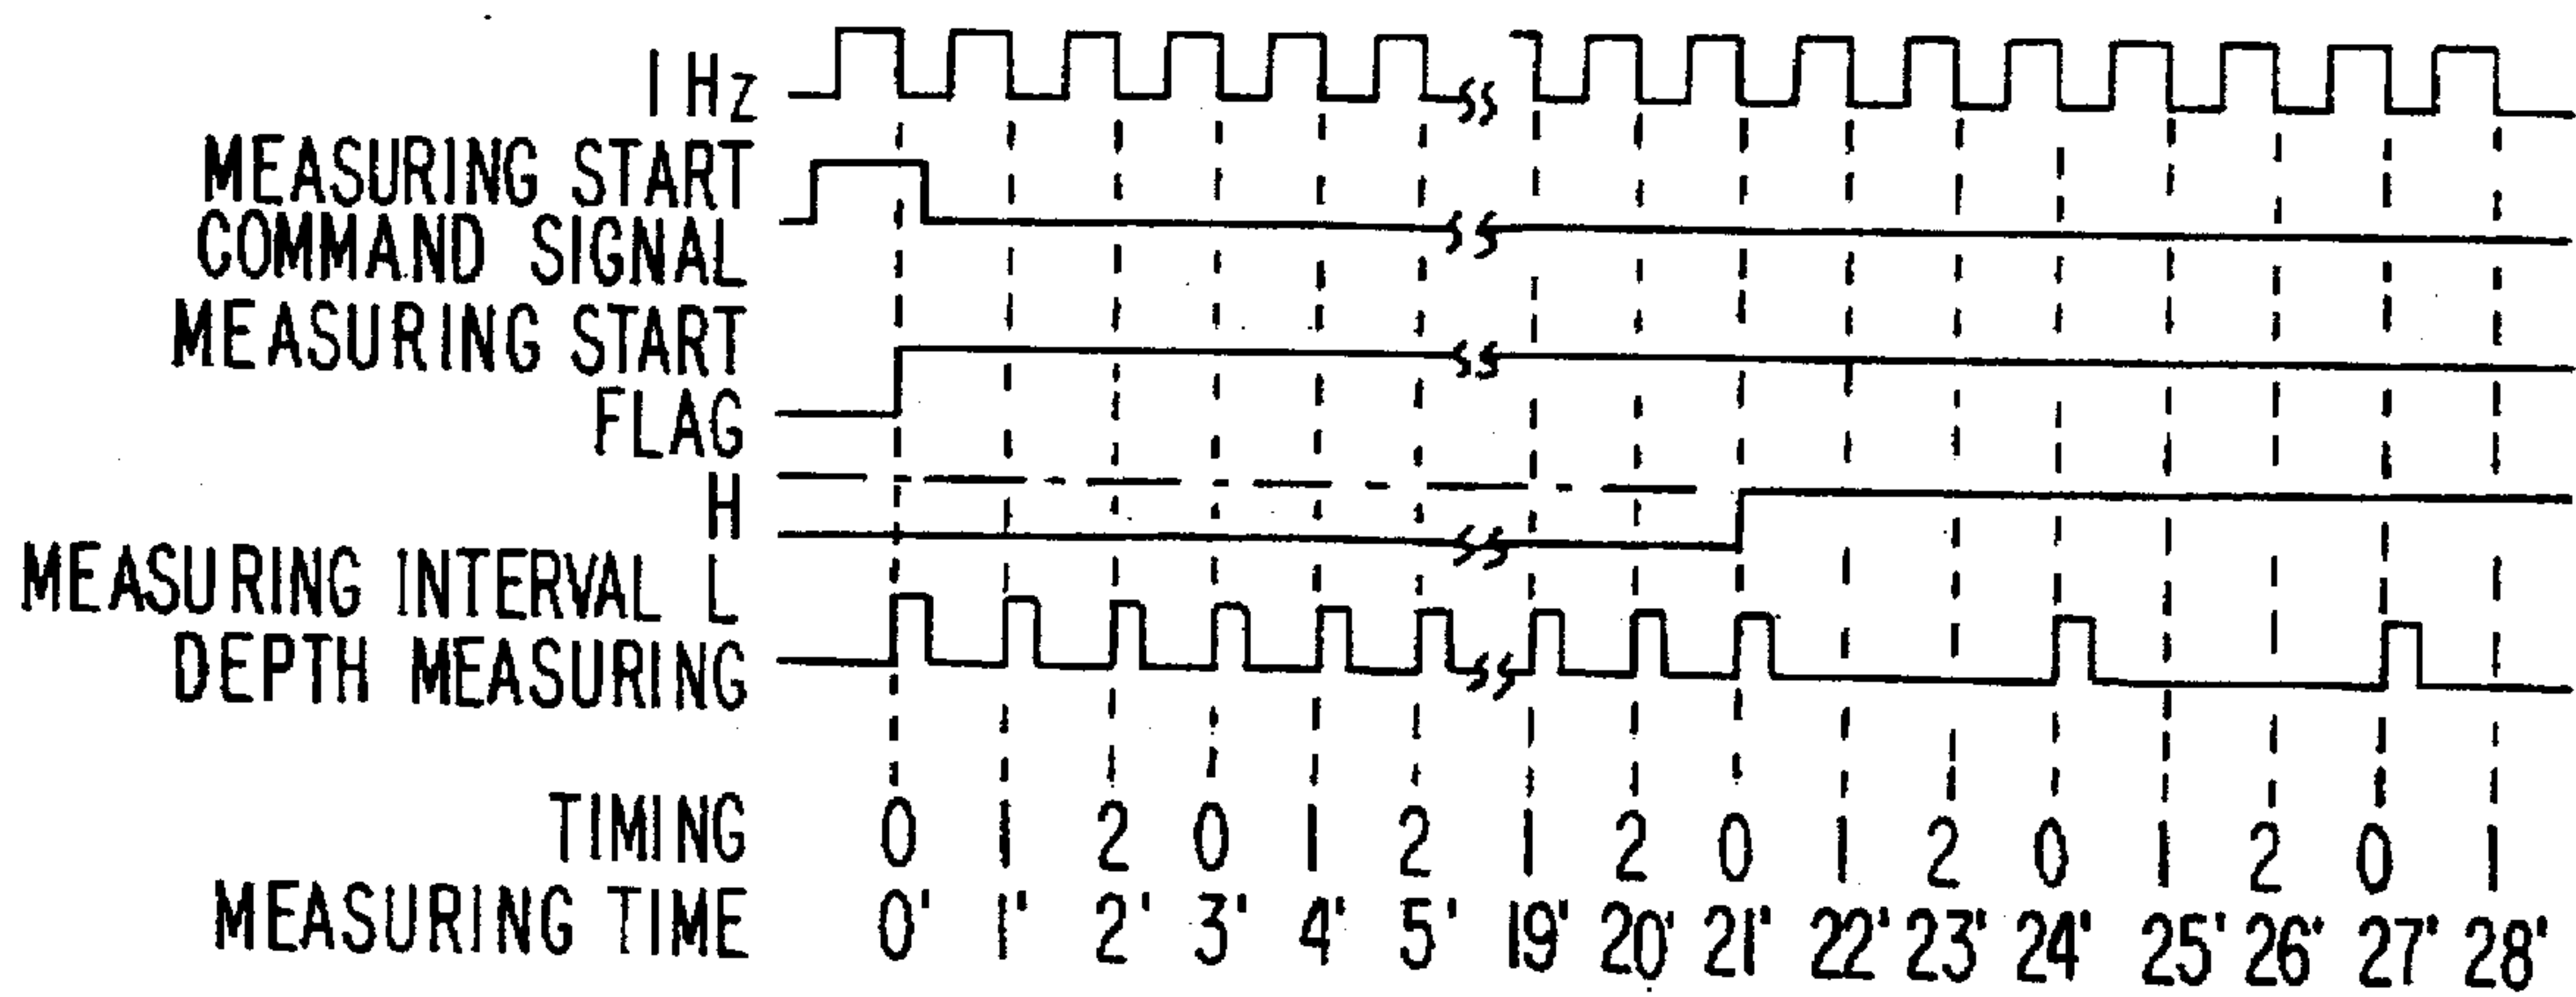 1 Hz
MEASURING START
COMMAND SIGNAL
MEASURING START
FLAG
H
MEASURING INTERVAL L
DEPTH MEASURING
TIMING 0 1 2 0 1 2 1 2 0 1 2 0 1 2 0 1
MEASURING TIME 0' 1' 2' 3' 4' 5' 19' 20' 21' 22' 23' 24' 25' 26' 27' 28'